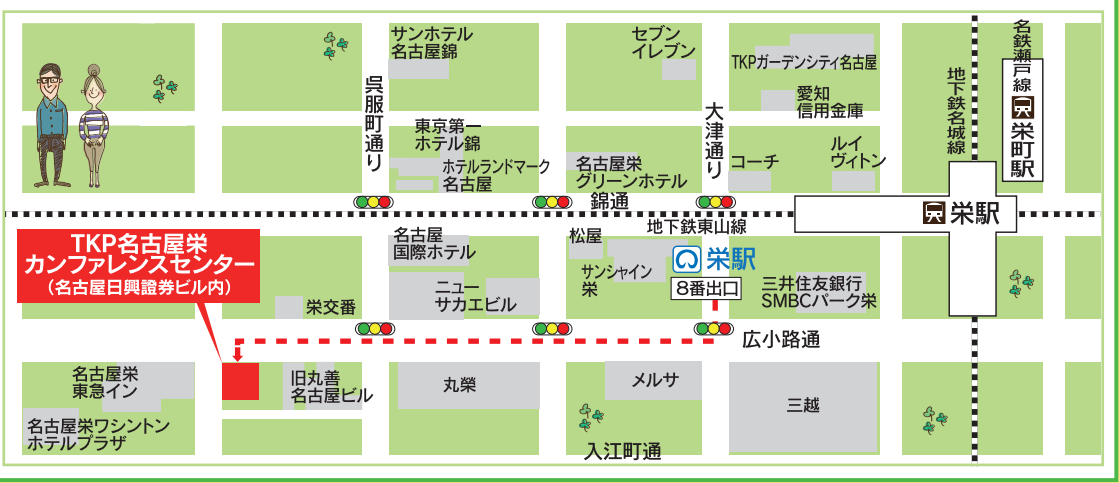 サンホテル
名古屋錦
セブン
イレブン
TKPガーデンシティ名古屋
愛知
信用金庫
名鉄瀬戸線
栄町駅
地下鉄名城線
呉服町通り
大津通り
東京第一
ホテル錦
ホテルランドマーク
名古屋
名古屋栄
グリーンホテル
コーチ
ルイ
ヴィトン
錦通
地下鉄東山線
栄駅
TKP名古屋栄
カンファレンスセンター
(名古屋日興證券ビル内)
名古屋
国際ホテル
松屋
サンシャイン
栄
栄駅
8番出口
三井住友銀行
SMBCパーク栄
ニュー
サカエビル
栄交番
広小路通
名古屋栄
東急イン
旧丸善
名古屋ビル
丸榮
メルサ
三越
名古屋栄ワシントン
ホテルプラザ
入江町通